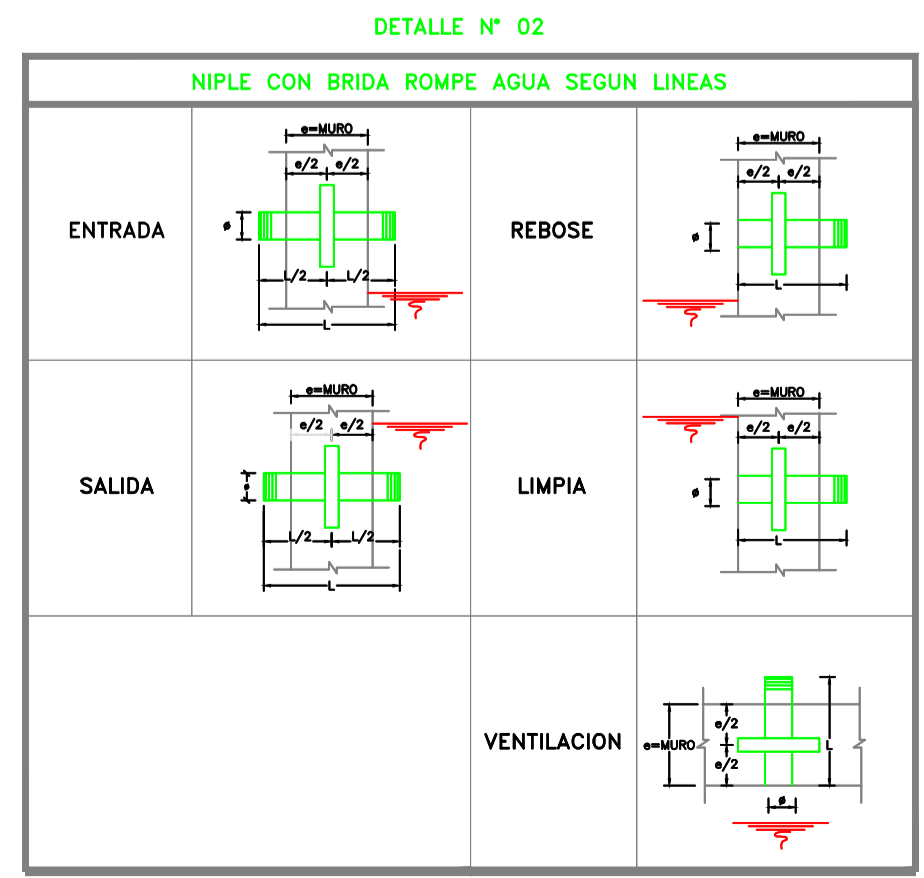 DETALLE N° 02
NIPLE CON BRIDA ROMPE AGUA SEGUN LINEAS
ENTRADA
e=MURO
e/2 e/2
ø
L/2 L/2
L
REBOSE
e=MURO
e/2 e/2
ø
L
SALIDA
e=MURO
e/2 e/2
L/2 L/2
L
LIMPIA
e=MURO
e/2 e/2
ø
L
VENTILACION
e/2
e=MURO
L
e/2
ø